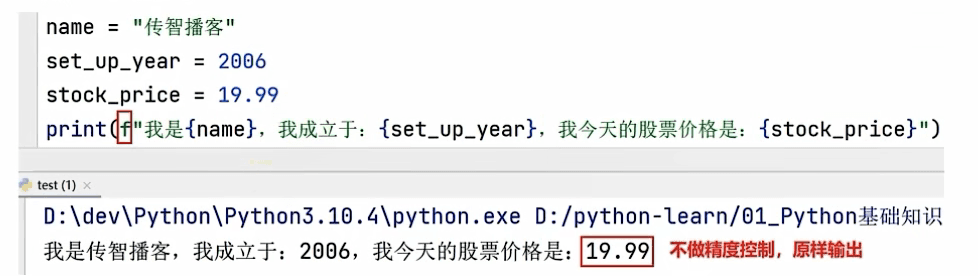 name = "传智播客"
set_up_year = 2006
stock_price = 19.99
print(f"我是{name}，我成立于：{set_up_year}，我今天的股票价格是：{stock_price}")
test (1) ×
D:\dev\Python\Python3.10.4\python.exe D:/python-learn/01_Python基础知识
我是传智播客，我成立于：2006，我今天的股票价格是：19.99 不做精度控制，原样输出